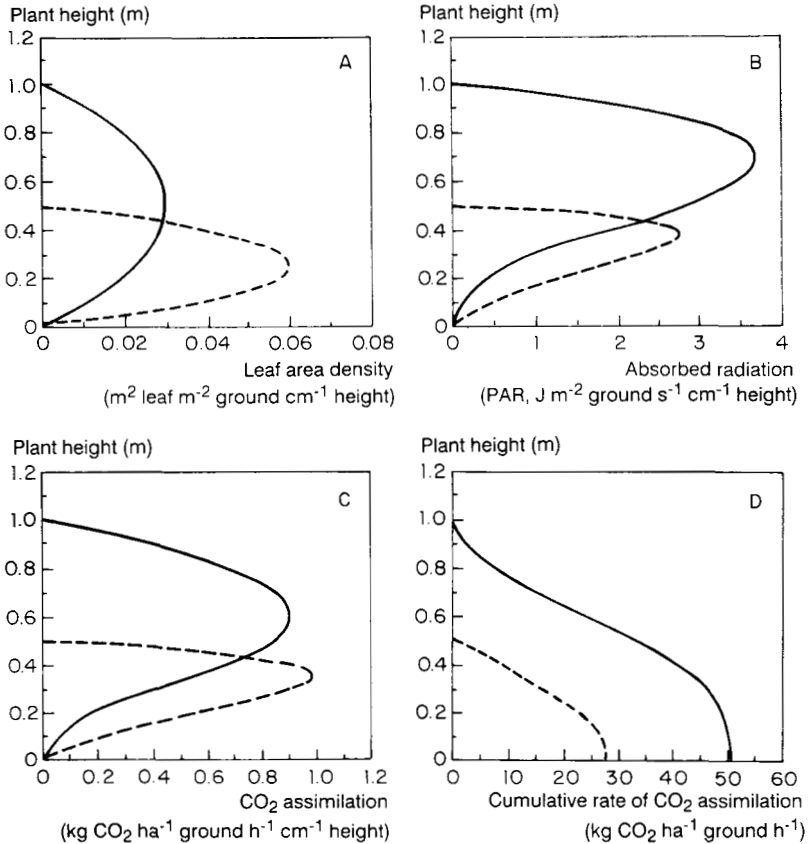 Plant height (m)
1.2
1.0
0.8
0.6
0.4
0.2
0
A
0 0.02 0.04 0.06 0.08
Leaf area density
(m² leaf m⁻² ground cm⁻¹ height)
Plant height (m)
1.2
1.0
0.8
0.6
0.4
0.2
0
B
0 1 2 3 4
Absorbed radiation
(PAR, J m⁻² ground s⁻¹ cm⁻¹ height)
Plant height (m)
1.2
1.0
0.8
0.6
0.4
0.2
0
C
0 0.2 0.4 0.6 0.8 1.0 1.2
CO₂ assimilation
(kg CO₂ ha⁻¹ ground h⁻¹ cm⁻¹ height)
Plant height (m)
1.2
1.0
0.8
0.6
0.4
0.2
0
D
0 10 20 30 40 50 60
Cumulative rate of CO₂ assimilation
(kg CO₂ ha⁻¹ ground h⁻¹)